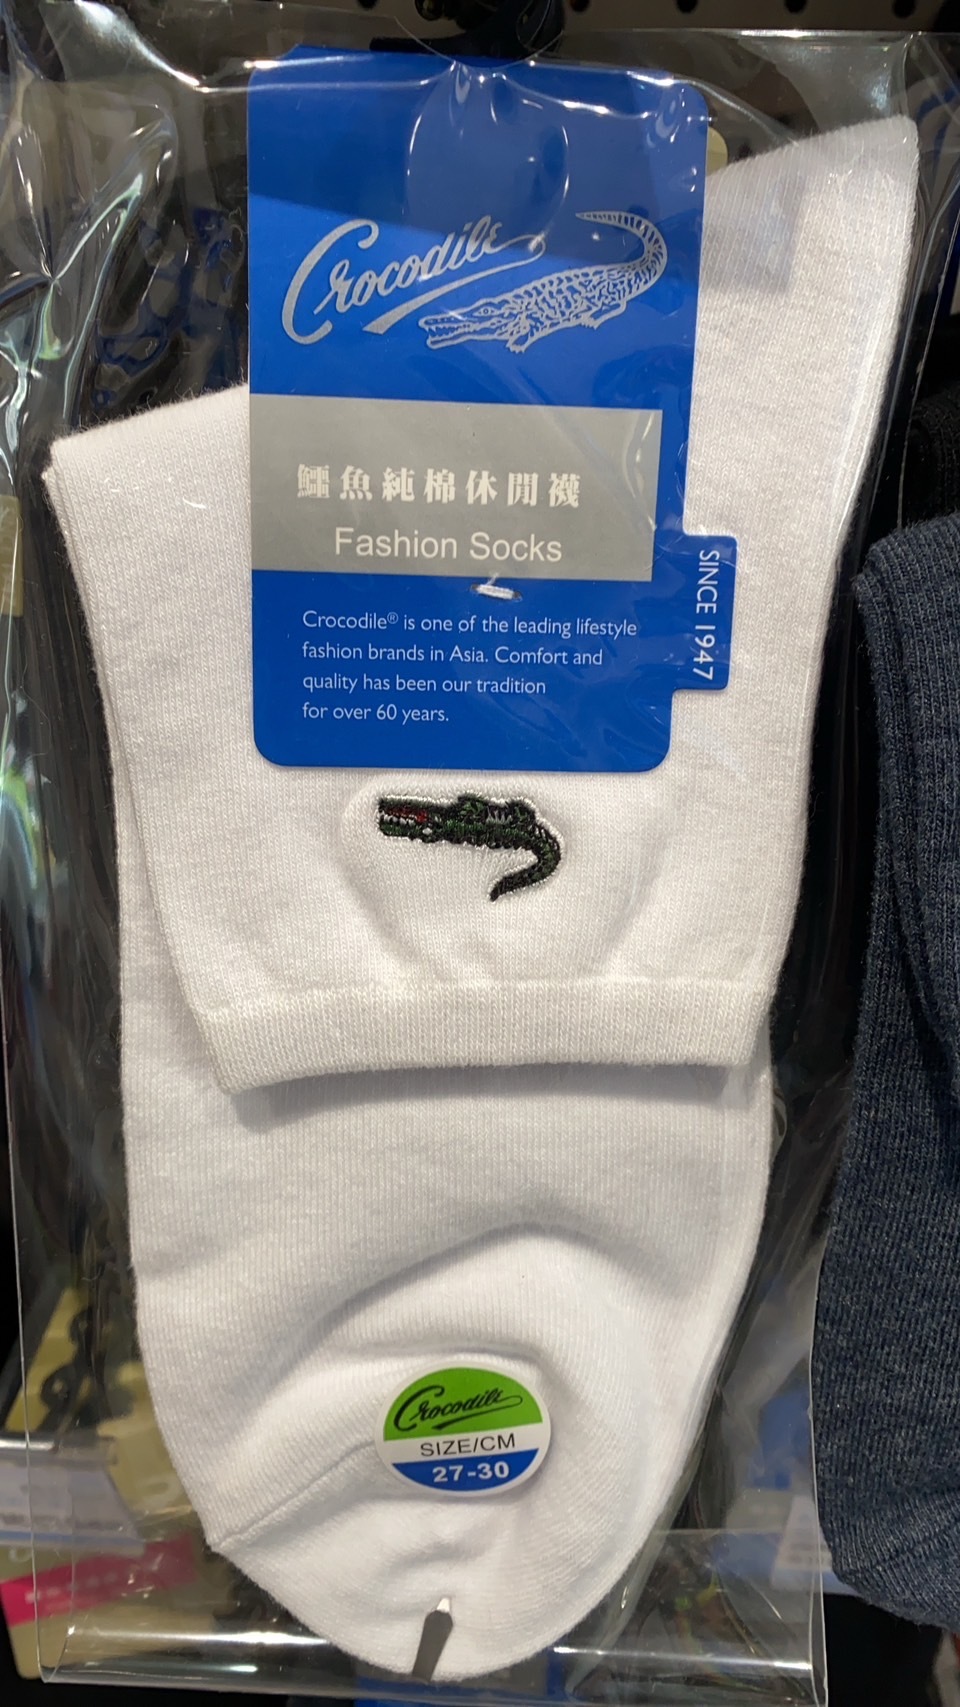 Crocodile
鱷魚純棉休閒襪
Fashion Socks
Crocodile® is one of the leading lifestyle
fashion brands in Asia. Comfort and
quality has been our tradition
for over 60 years.
SINCE 1947
Crocodile
SIZE/CM
27-30